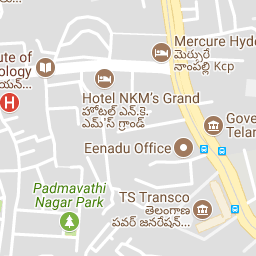 Mercure Hyde
మెర్క్యురే
నాంపల్లి Kcp
ute of
ology
యన్...
Hotel NKM's Grand
హోటల్ ఎన్.కె.
ఎమ్'స్ గ్రాండ్
H
Gove
Telan
Eenadu Office
Padmavathi
Nagar Park
TS Transco
తెలంగాణ
పవర్ జనరేషన్...